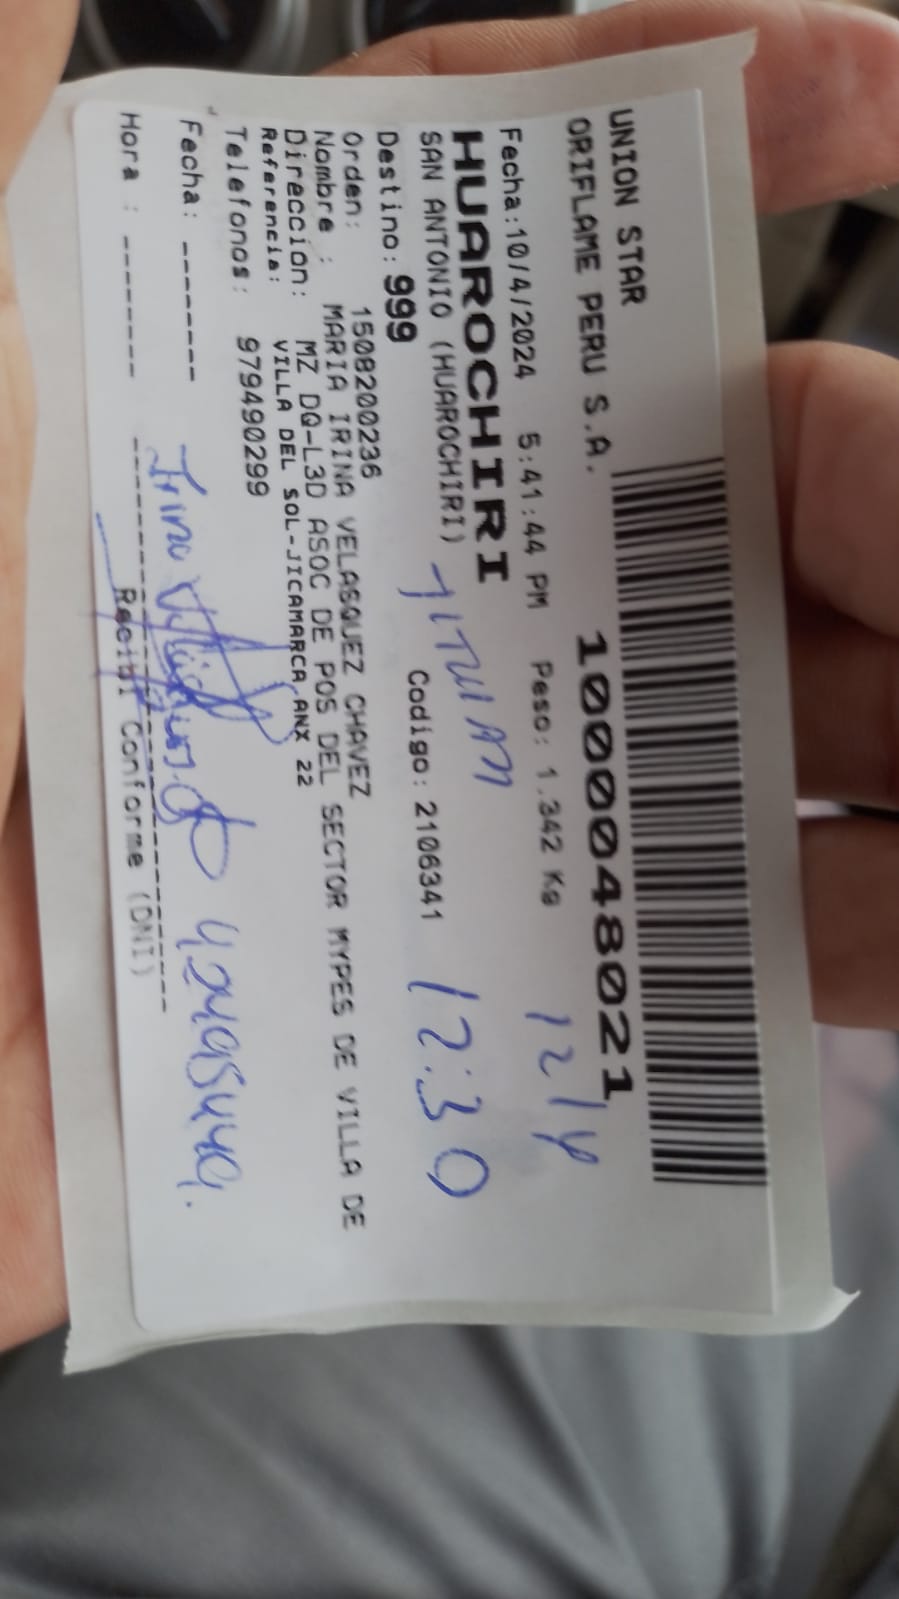 UNION STAR
ORIFLAME PERU S.A.
100004B021
Fecha:10/4/2024 5:41:44 PM Peso: 1.342 Kg
12/4
HUAROCHIRI
SAN ANTONIO (HUAROCHIRI) TITULAR
Destino: 999 Codigo: 2106341 12:30
Orden: 1508200236
Nombre : MARIA IRINA VELASQUEZ CHAVEZ
Direccion: MZ DQ-L3D ASOC DE POS DEL SECTOR MYPES DE VILLA DE
Referencia: VILLA DEL SOL-JICAMARCA ANX 22
Telefonos: 979490299
Fecha: -------
Irina
Hora : -------
Recibi Conforme (DNI)